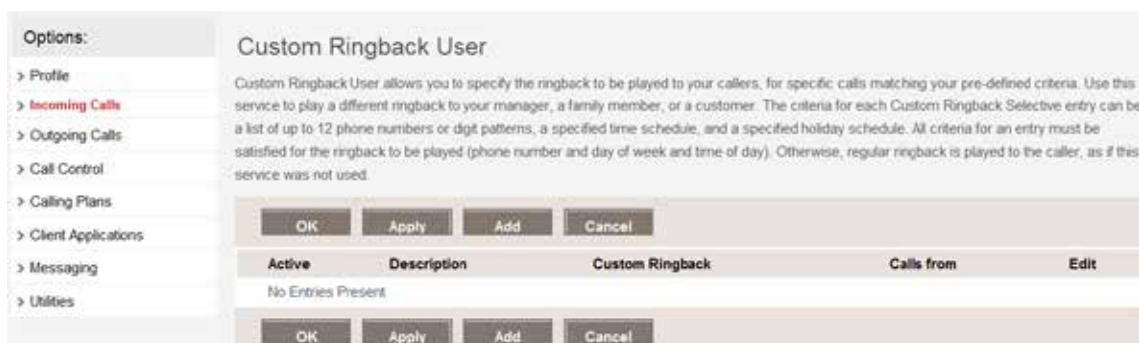 Options:
> Profile
> Incoming Calls
> Outgoing Calls
> Call Control
> Calling Plans
> Client Applications
> Messaging
> Utilities
Custom Ringback User
Custom Ringback User allows you to specify the ringback to be played to your callers, for specific calls matching your pre-defined criteria. Use this
service to play a different ringback to your manager, a family member, or a customer. The criteria for each Custom Ringback Selective entry can be
a list of up to 12 phone numbers or digit patterns, a specified time schedule, and a specified holiday schedule. All criteria for an entry must be
satisfied for the ringback to be played (phone number and day of week and time of day). Otherwise, regular ringback is played to the caller, as if this
service was not used.
OK Apply Add Cancel
Active Description Custom Ringback Calls from Edit
No Entries Present
OK Apply Add Cancel